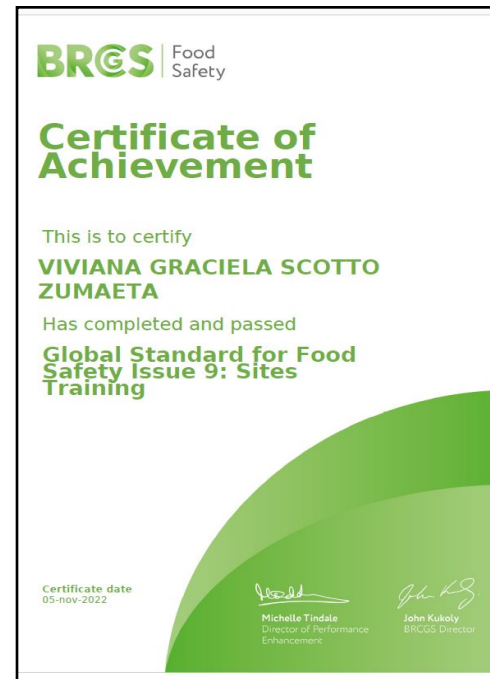 BRCGS Food
Safety
Certificate of
Achievement
This is to certify
VIVIANA GRACIELA SCOTTO
ZUMAETA
Has completed and passed
Global Standard for Food
Safety Issue 9: Sites
Training
Certificate date
05-nov-2022
Michelle Tindale
Director of Performance
Enhancement
John Kukoly
BRCGS Director